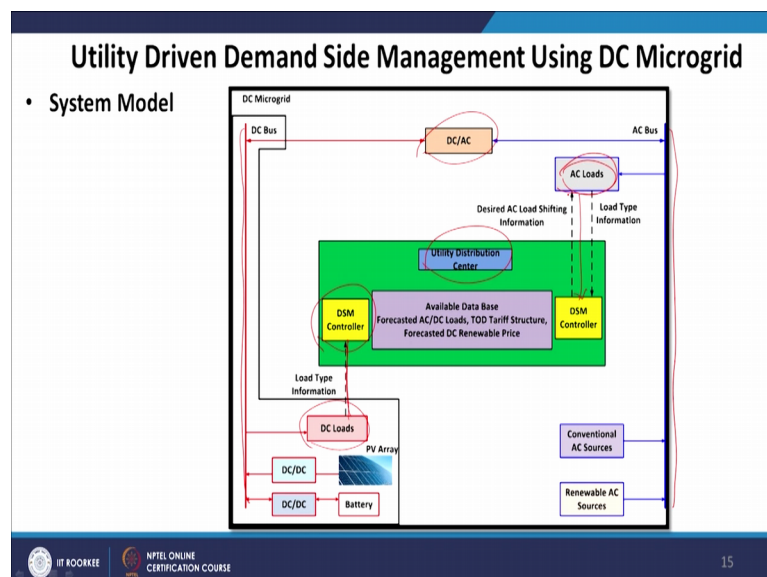 Utility Driven Demand Side Management Using DC Microgrid
• System Model
DC Microgrid
DC Bus
DC/AC
AC Bus
AC Loads
Desired AC Load Shifting
Information
Load Type
Information
Utility Distribution
Center
DSM
Controller
Available Data Base
Forecasted AC/DC Loads, TOD Tariff Structure,
Forecasted DC Renewable Price
DSM
Controller
Load Type
Information
DC Loads
PV Array
DC/DC
DC/DC
Battery
Conventional
AC Sources
Renewable AC
Sources
IIT ROORKEE
NPTEL ONLINE
CERTIFICATION COURSE
15